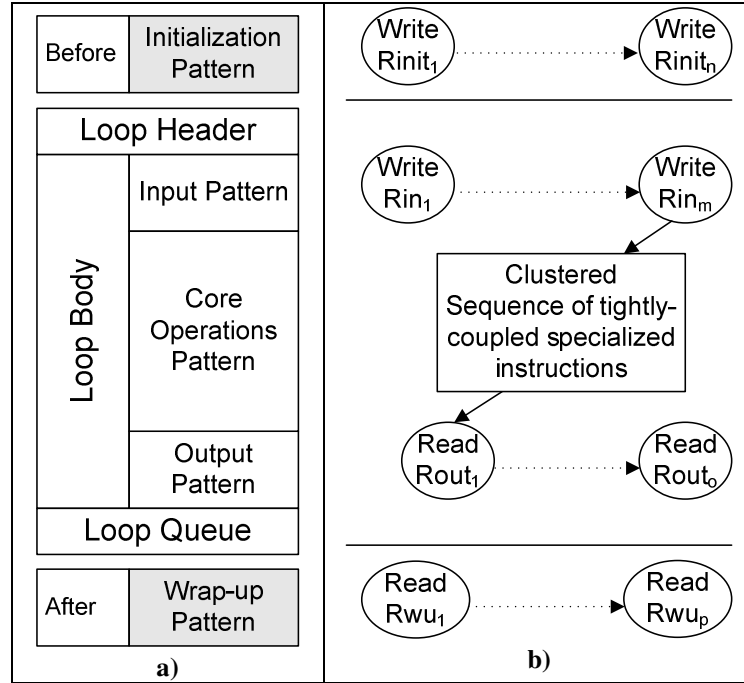 Before
Initialization
Pattern
Loop Header
Loop Body
Input Pattern
Core
Operations
Pattern
Output
Pattern
Loop Queue
After
Wrap-up
Pattern
a)
Write
Rinit1
Write
Rinitn
Write
Rin1
Write
Rinm
Clustered
Sequence of tightly-
coupled specialized
instructions
Read
Rout1
Read
Routo
Read
Rwu1
Read
Rwup
b)